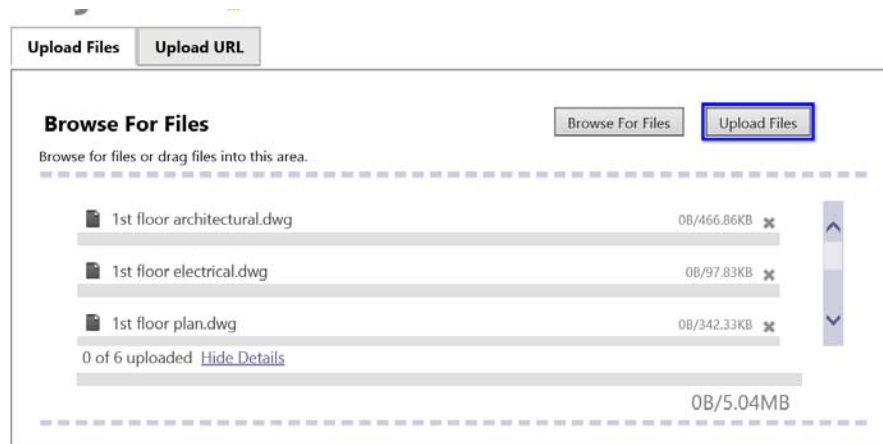 Upload Files Upload URL
Browse For Files Browse For Files Upload Files
Browse for files or drag files into this area.
1st floor architectural.dwg 0B/466.86KB
1st floor electrical.dwg 0B/97.83KB
1st floor plan.dwg 0B/342.33KB
0 of 6 uploaded Hide Details
0B/5.04MB